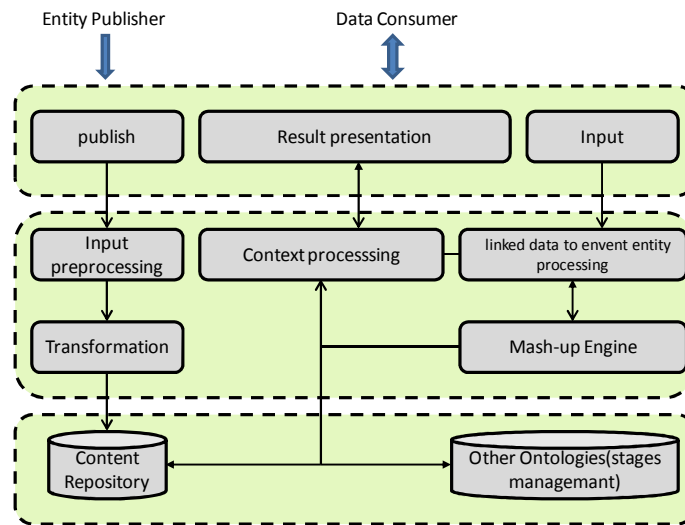 Entity Publisher
Data Consumer
publish
Result presentation
Input
Input
preprocessing
Context processsing
linked data to envent entity
processing
Transformation
Mash-up Engine
Content
Repository
Other Ontologies(stages
managemant)